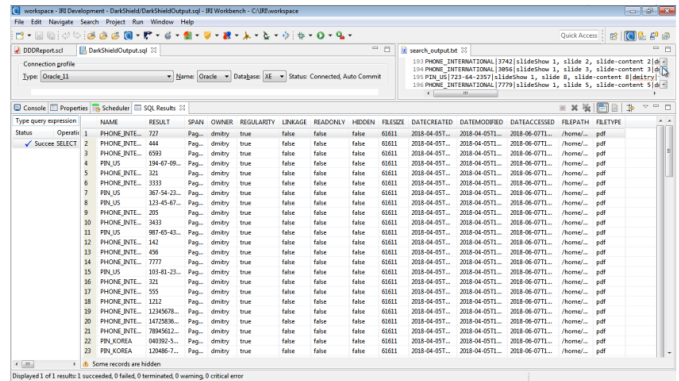 workspace - IRI Development - DarkShield/DarkShieldOutput.sql - IRI Workbench - C:\IRI\workspace
File Edit Navigate Search Project Run Window Help
Quick Access
DDDReport.scl DarkShieldOutput.sql search_output.txt
Connection profile
Type: Oracle_11 Name: Oracle Database: XE Status: Connected, Auto Commit
193 PHONE_INTERNATIONAL|3742|slideShow 1, slide 2, slide-content 2|d
194 PHONE_INTERNATIONAL|3056|slideShow 1, slide 3, slide-content 3|d
195 PIN_US|723-64-2357|slideShow 1, slide 8, slide-content 8|dmitry|
196 PHONE_INTERNATIONAL|7779|slideShow 1, slide 5, slide-content 5|d
Console Properties Scheduler SQL Results
Type query expression
Status Operati
Succee SELECT
NAME RESULT SPAN OWNER REGULARITY LINKAGE READONLY HIDDEN FILESIZE DATECREATED DATEMODIFIED DATEACCESSED FILEPATH FILETYPE
1 PHONE_INTE... 727 Pag... dmitry true false false false 61611 2018-04-05T... 2018-04-05T1... 2018-06-07T1... /home/... pdf
2 PHONE_INTE... 444 Pag... dmitry true false false false 61611 2018-04-05T... 2018-04-05T1... 2018-06-07T1... /home/... pdf
3 PHONE_INTE... 6593 Pag... dmitry true false false false 61611 2018-04-05T... 2018-04-05T1... 2018-06-07T1... /home/... pdf
4 PIN_US 194-67-09... Pag... dmitry true false false false 61611 2018-04-05T... 2018-04-05T1... 2018-06-07T1... /home/... pdf
5 PHONE_INTE... 321 Pag... dmitry true false false false 61611 2018-04-05T... 2018-04-05T1... 2018-06-07T1... /home/... pdf
6 PHONE_INTE... 3333 Pag... dmitry true false false false 61611 2018-04-05T... 2018-04-05T1... 2018-06-07T1... /home/... pdf
7 PIN_US 367-54-23... Pag... dmitry true false false false 61611 2018-04-05T... 2018-04-05T1... 2018-06-07T1... /home/... pdf
8 PIN_US 123-45-67... Pag... dmitry true false false false 61611 2018-04-05T... 2018-04-05T1... 2018-06-07T1... /home/... pdf
9 PHONE_INTE... 205 Pag... dmitry true false false false 61611 2018-04-05T... 2018-04-05T1... 2018-06-07T1... /home/... pdf
10 PHONE_INTE... 3433 Pag... dmitry true false false false 61611 2018-04-05T... 2018-04-05T1... 2018-06-07T1... /home/... pdf
11 PIN_US 987-65-43... Pag... dmitry true false false false 61611 2018-04-05T... 2018-04-05T1... 2018-06-07T1... /home/... pdf
12 PHONE_INTE... 142 Pag... dmitry true false false false 61611 2018-04-05T... 2018-04-05T1... 2018-06-07T1... /home/... pdf
13 PHONE_INTE... 456 Pag... dmitry true false false false 61611 2018-04-05T... 2018-04-05T1... 2018-06-07T1... /home/... pdf
14 PHONE_INTE... 7777 Pag... dmitry true false false false 61611 2018-04-05T... 2018-04-05T1... 2018-06-07T1... /home/... pdf
15 PIN_US 103-81-23... Pag... dmitry true false false false 61611 2018-04-05T... 2018-04-05T1... 2018-06-07T1... /home/... pdf
16 PHONE_INTE... 321 Pag... dmitry true false false false 61611 2018-04-05T... 2018-04-05T1... 2018-06-07T1... /home/... pdf
17 PHONE_INTE... 555 Pag... dmitry true false false false 61611 2018-04-05T... 2018-04-05T1... 2018-06-07T1... /home/... pdf
18 PHONE_INTE... 1212 Pag... dmitry true false false false 61611 2018-04-05T... 2018-04-05T1... 2018-06-07T1... /home/... pdf
19 PHONE_INTE... 12345678... Pag... dmitry true false false false 61611 2018-04-05T... 2018-04-05T1... 2018-06-07T1... /home/... pdf
20 PHONE_INTE... 14725836... Pag... dmitry true false false false 61611 2018-04-05T... 2018-04-05T1... 2018-06-07T1... /home/... pdf
21 PHONE_INTE... 78945612... Pag... dmitry true false false false 61611 2018-04-05T... 2018-04-05T1... 2018-06-07T1... /home/... pdf
22 PIN_KOREA 040392-5... Pag... dmitry true false false false 61611 2018-04-05T... 2018-04-05T1... 2018-06-07T1... /home/... pdf
23 PIN_KOREA 120486-7... Pag... dmitry true false false false 61611 2018-04-05T... 2018-04-05T1... 2018-06-07T1... /home/... pdf
Some records are hidden
Displayed 1 of 1 results: 1 succeeded, 0 failed, 0 terminated, 0 warning, 0 critical error